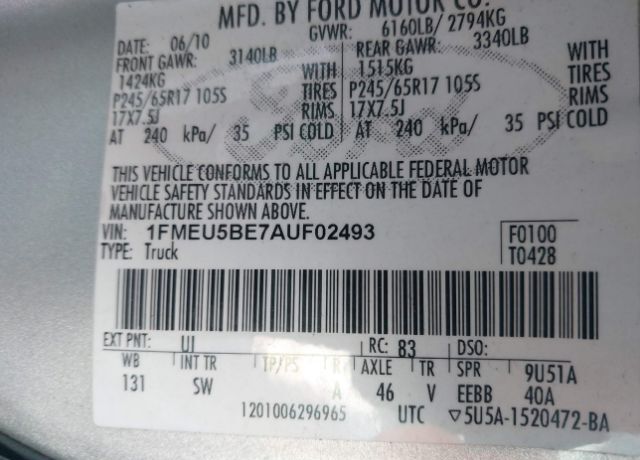 MFD. BY FORD MOTOR CO.
DATE: 06/10 GVWR: 6160LB/ 2794KG
FRONT GAWR: 3140LB REAR GAWR: 3340LB
1424KG WITH 1515KG WITH
P245/65R17 105S TIRES P245/65R17 105S TIRES
17X7.5J RIMS 17X7.5J RIMS
AT 240 kPa/ 35 PSI COLD AT 240 kPa/ 35 PSI COLD
THIS VEHICLE CONFORMS TO ALL APPLICABLE FEDERAL MOTOR
VEHICLE SAFETY STANDARDS IN EFFECT ON THE DATE OF
MANUFACTURE SHOWN ABOVE.
VIN: 1FMEU5BE7AUF02493 F0100
TYPE: Truck T0428
EXT PNT: UI RC: 83 DSO:
WB INT TR TP/PS R AXLE TR SPR 9U51A
131 SW A 46 V EEBB 40A
1201006296965 UTC ▽5U5A-1520472-BA